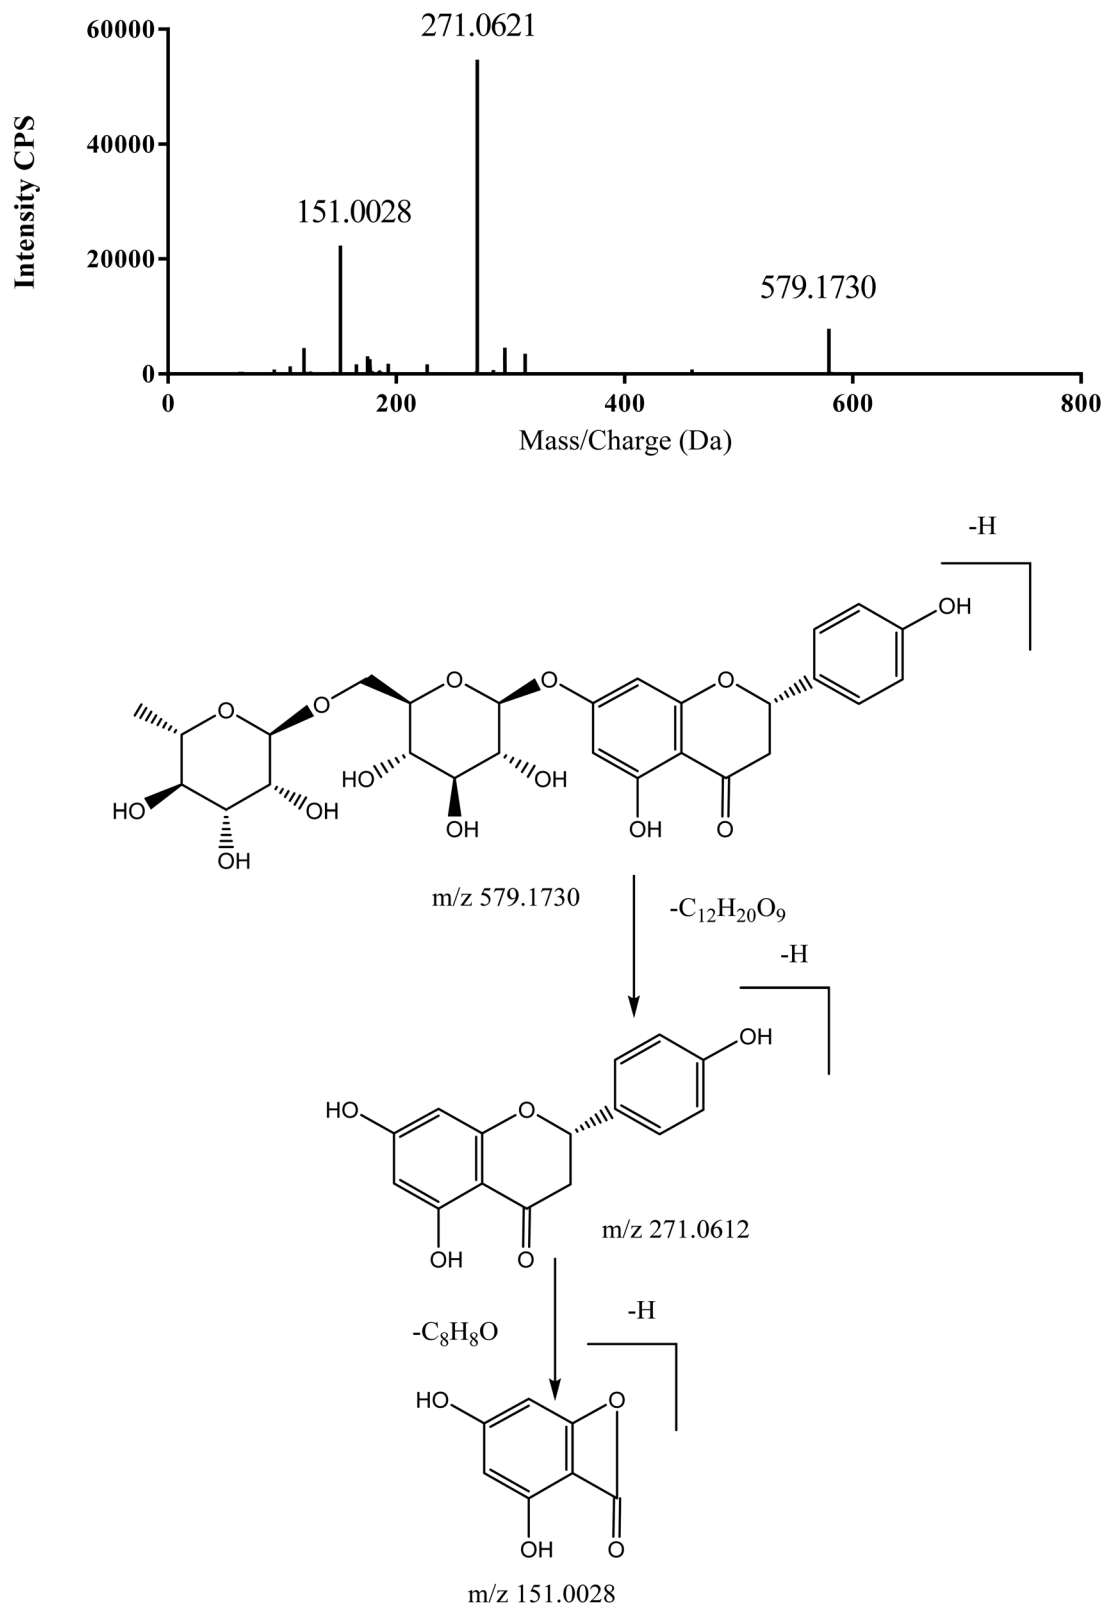 60000
271.0621
40000
151.0028
20000
579.1730
0
0 200 400 600 800
Intensity CPS
Mass/Charge (Da)
-H
OH
O O O
O O
HO OH
HO OH OH OH O
OH
m/z 579.1730
-C₁₂H₂₀O₉
-H
OH
HO O
m/z 271.0612
OH O
-H
-C₈H₈O
HO O
OH O
m/z 151.0028